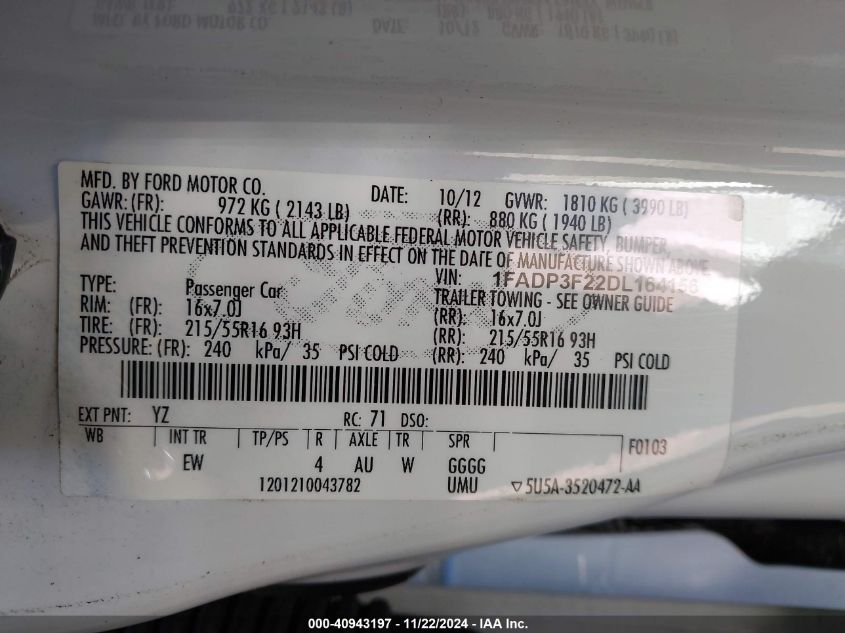 MFD. BY FORD MOTOR CO. DATE: 10/12 GVWR: 1810 KG ( 3990 LB)
GAWR: (FR): 972 KG ( 2143 LB) (RR): 880 KG ( 1940 LB)
THIS VEHICLE CONFORMS TO ALL APPLICABLE FEDERAL MOTOR VEHICLE SAFETY, BUMPER
AND THEFT PREVENTION STANDARDS IN EFFECT ON THE DATE OF MANUFACTURE SHOWN ABOVE
VIN: 1FADP3F22DL164156
TYPE: Passenger Car TRAILER TOWING - SEE OWNER GUIDE
RIM: (FR): 16x7.0J (RR): 16x7.0J
TIRE: (FR): 215/55R16 93H (RR): 215/55R16 93H
PRESSURE: (FR): 240 kPa/ 35 PSI COLD (RR): 240 kPa/ 35 PSI COLD
EXT PNT: YZ RC: 71 DSO:
WB INT TR TP/PS R AXLE TR SPR F0103
EW 4 AU W GGGG
1201210043782 UMU ▽5U5A-3520472-AA
000-40943197 - 11/22/2024 - IAA Inc.